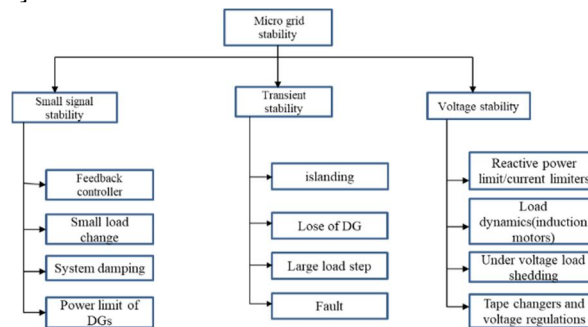 Micro grid
stability
Small signal
stability
Transient
stability
Voltage stability
Feedback
controller
Small load
change
System damping
Power limit of
DGs
islanding
Lose of DG
Large load step
Fault
Reactive power
limit/current limiters
Load
dynamics(induction
motors)
Under voltage load
shedding
Tape changers and
voltage regulations